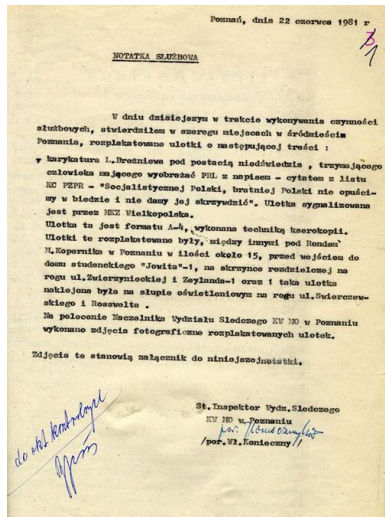 Poznań, dnia 22 czerwca 1981 r
1
NOTATKA SŁUŻBOWA
W dniu dzisiejszym w trakcie wykonywania czynności
służbowych, stwierdziłem w szeregu miejscach w śródmieściu
Poznania, rozplakatowane ulotki o następującej treści :
karykatura L.Breżniewa pod postacią niedźwiedzia , trzymającego
człowieka mającego wyobrażać PRL z napisem - cytatem z listu
KC PZPR - "Socjalistycznej Polski, bratniej Polski nie opuści-
my w biedzie i nie damy jej skrzywdzić". Ulotka sygnalizowana
jest przez MKZ Wielkopolska.
Ulotka ta jest formatu A-4, wykonana techniką kserokopii.
Ulotki te rozplakatowane były, między innymi pod Rondem
M.Kopernika w Poznaniu w ilości około 15, przed wejściem do
domu studenckiego "Jowita"-1, na skrzynce rozdzielczej na
rogu ul.Zwierzynieckiej i Zeylanda-1 oraz 1 taka ulotka
naklejona była na słupie oświetleniowym na rogu ul.Swierczew-
skiego i Roswelta .
Na polecenie Naczelnika Wydziału Sledczego KW MO w Poznaniu
wykonano zdjęcia fotograficzne rozplakatowanych ulotek.
Zdjęcia te stanowią załącznik do niniejszejnotatki.
St.Inspektor Wydz.Sledczego
KW MO w Poznaniu
/por.Wł.Konieczny/
do akt kontrolnych